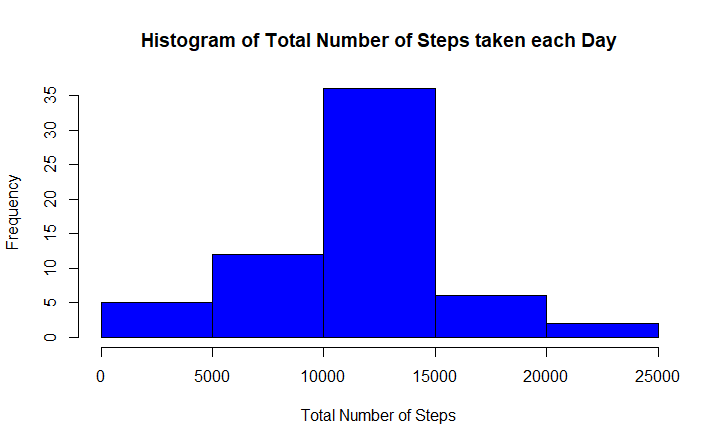 Histogram of Total Number of Steps taken each Day
Frequency
35
30
25
20
15
10
5
0
0 5000 10000 15000 20000 25000
Total Number of Steps